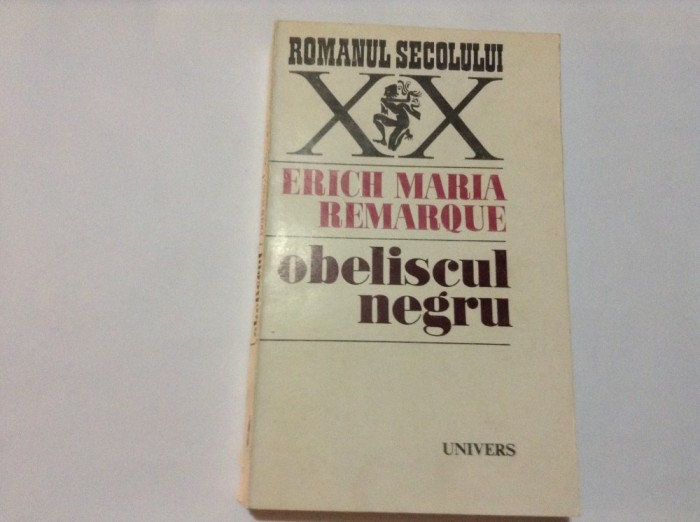 ROMANUL SECOLULUI
XX
ERICH MARIA
REMARQUE
obeliscul
negru
UNIVERS